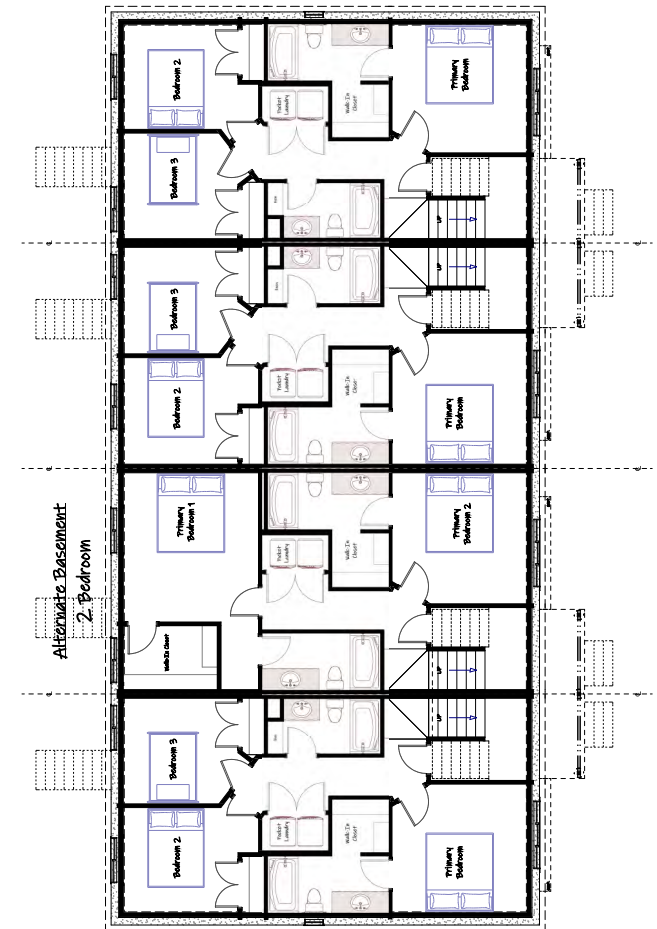 Bedroom 2
Primary
Bedroom
Pocket
Laundry
Walk-In
Closet
Bedroom 3
UP
UP
Bedroom 3
Pocket
Laundry
Walk-In
Closet
Bedroom 2
Primary
Bedroom
Alternate Basement
2 Bedroom
Primary
Bedroom 1
Primary
Bedroom 2
Pocket
Laundry
Walk-In
Closet
Walk-In Closet
UP
UP
Bedroom 3
Pocket
Laundry
Walk-In
Closet
Bedroom 2
Primary
Bedroom